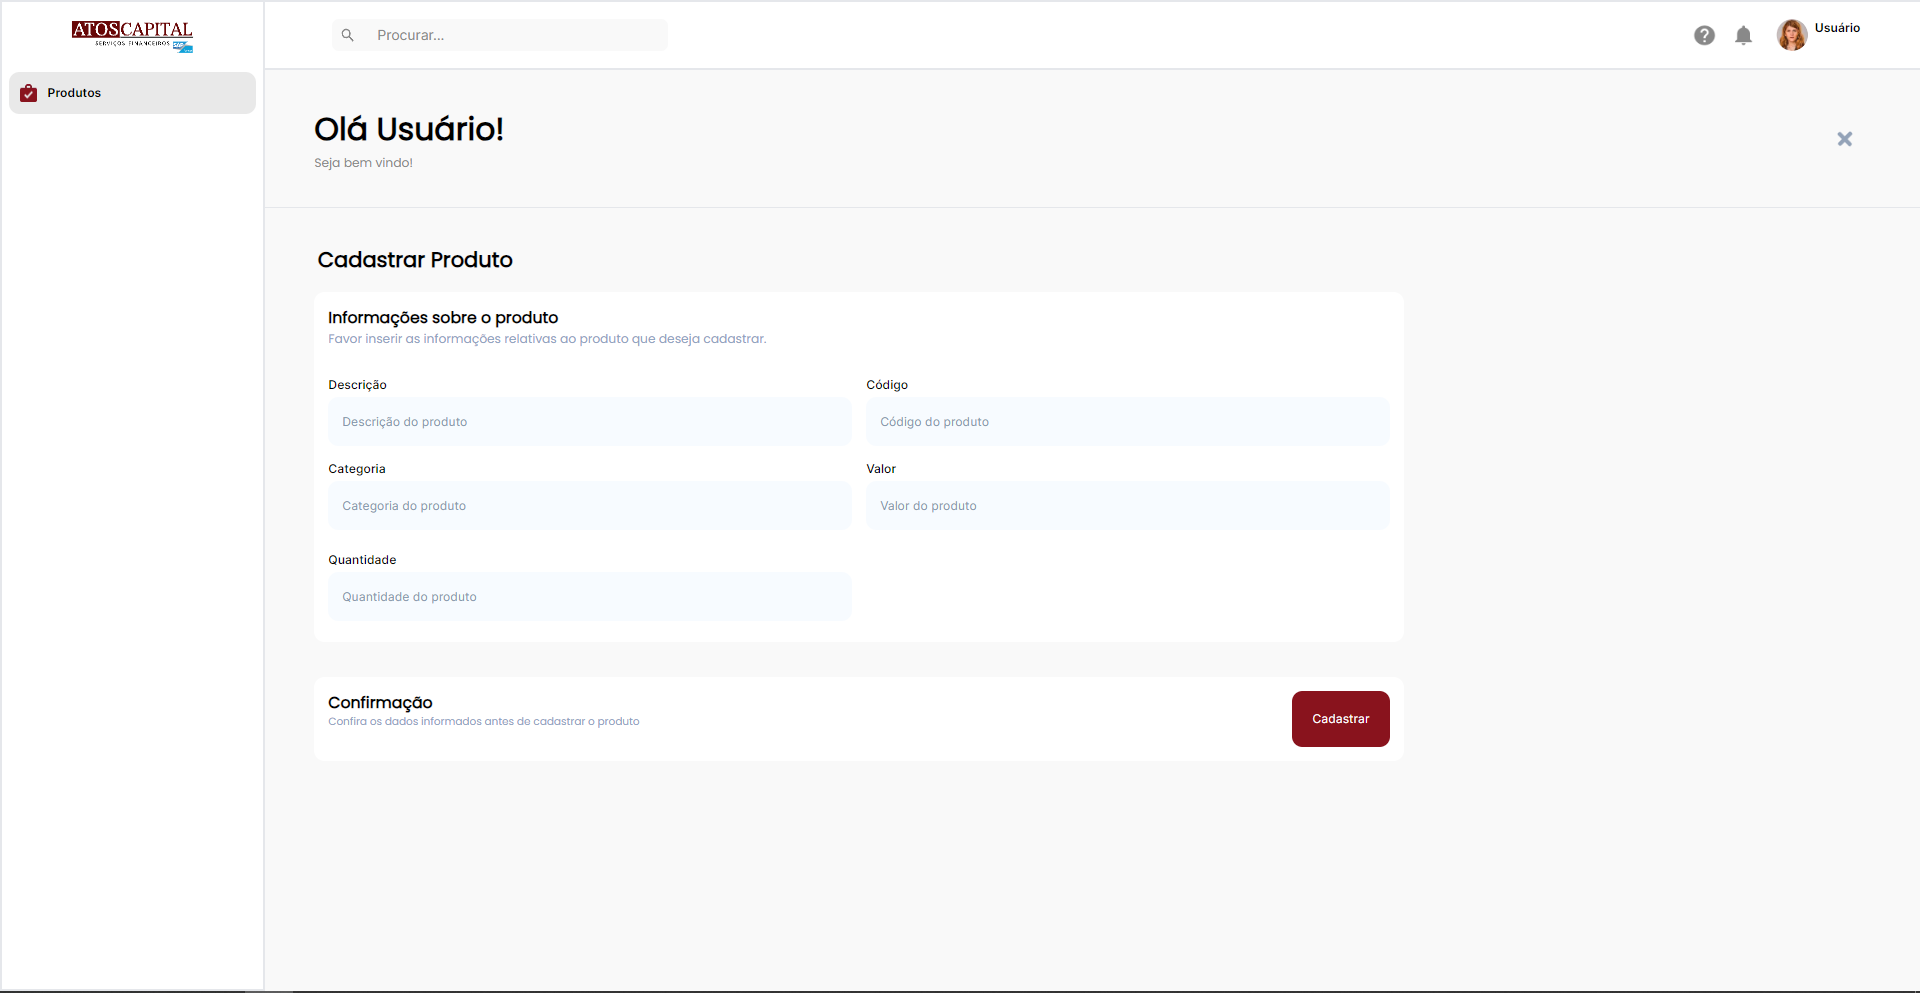 ATOSCAPITAL
SERVIÇOS FINANCEIROS
Produtos
Procurar...
Usuário
Olá Usuário!
Seja bem vindo!
Cadastrar Produto
Informações sobre o produto
Favor inserir as informações relativas ao produto que deseja cadastrar.
Descrição
Código
Descrição do produto
Código do produto
Categoria
Valor
Categoria do produto
Valor do produto
Quantidade
Quantidade do produto
Confirmação
Confira os dados informados antes de cadastrar o produto
Cadastrar